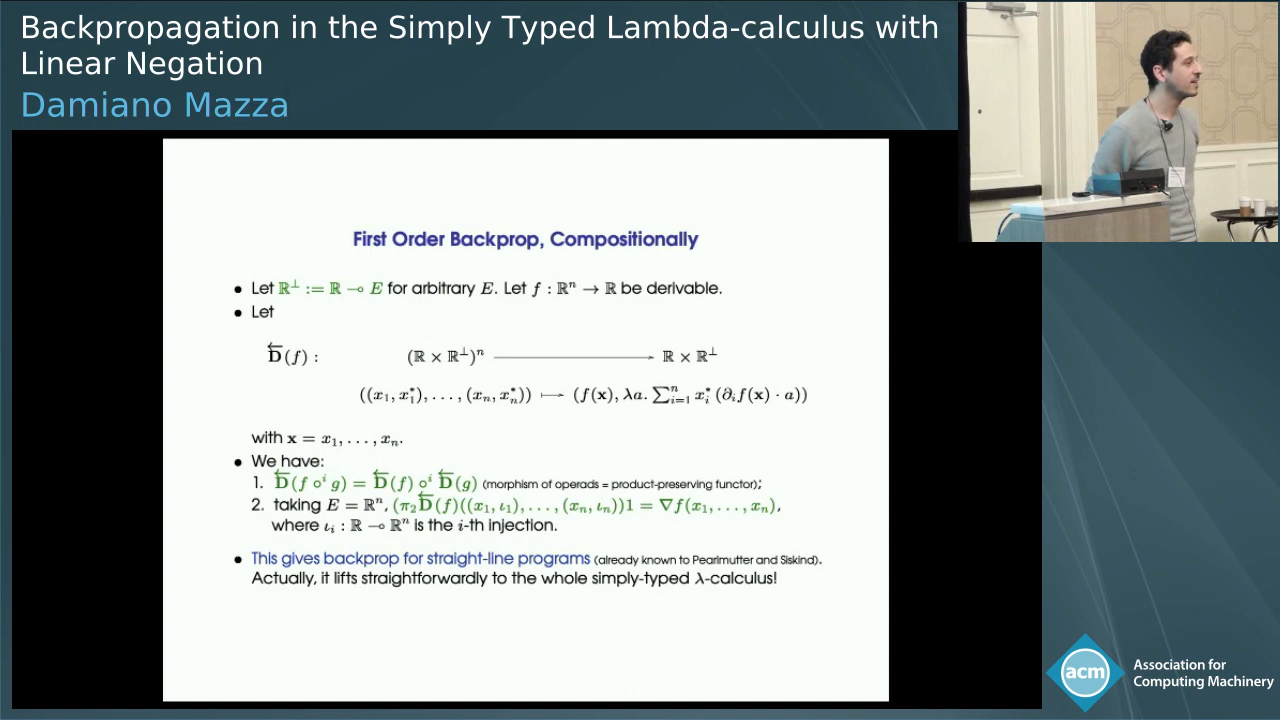 Backpropagation in the Simply Typed Lambda-calculus with
Linear Negation
Damiano Mazza
First Order Backprop, Compositionally
• Let ℝ^⊥ := ℝ ⊸ E for arbitrary E. Let f : ℝⁿ → ℝ be derivable.
• Let
D⃖(f) : (ℝ × ℝ^⊥)ⁿ ⟶ ℝ × ℝ^⊥
((x₁, x₁*), . . . , (xₙ, xₙ*)) ⟼ (f(𝐱), λa. ∑ⁿᵢ₌₁ xᵢ* (∂ᵢf(𝐱) · a))
with 𝐱 = x₁, . . . , xₙ.
• We have:
1. D⃖(f ∘ⁱ g) = D⃖(f) ∘ⁱ D⃖(g) (morphism of operads = product-preserving functor);
2. taking E = ℝⁿ, (π₂D⃖(f)((x₁, ι₁), . . . , (xₙ, ιₙ))1 = ∇f(x₁, . . . , xₙ),
where ιᵢ : ℝ ⊸ ℝⁿ is the i-th injection.
• This gives backprop for straight-line programs (already known to Pearlmutter and Siskind).
Actually, it lifts straightforwardly to the whole simply-typed λ-calculus!
acm
Association for
Computing Machinery